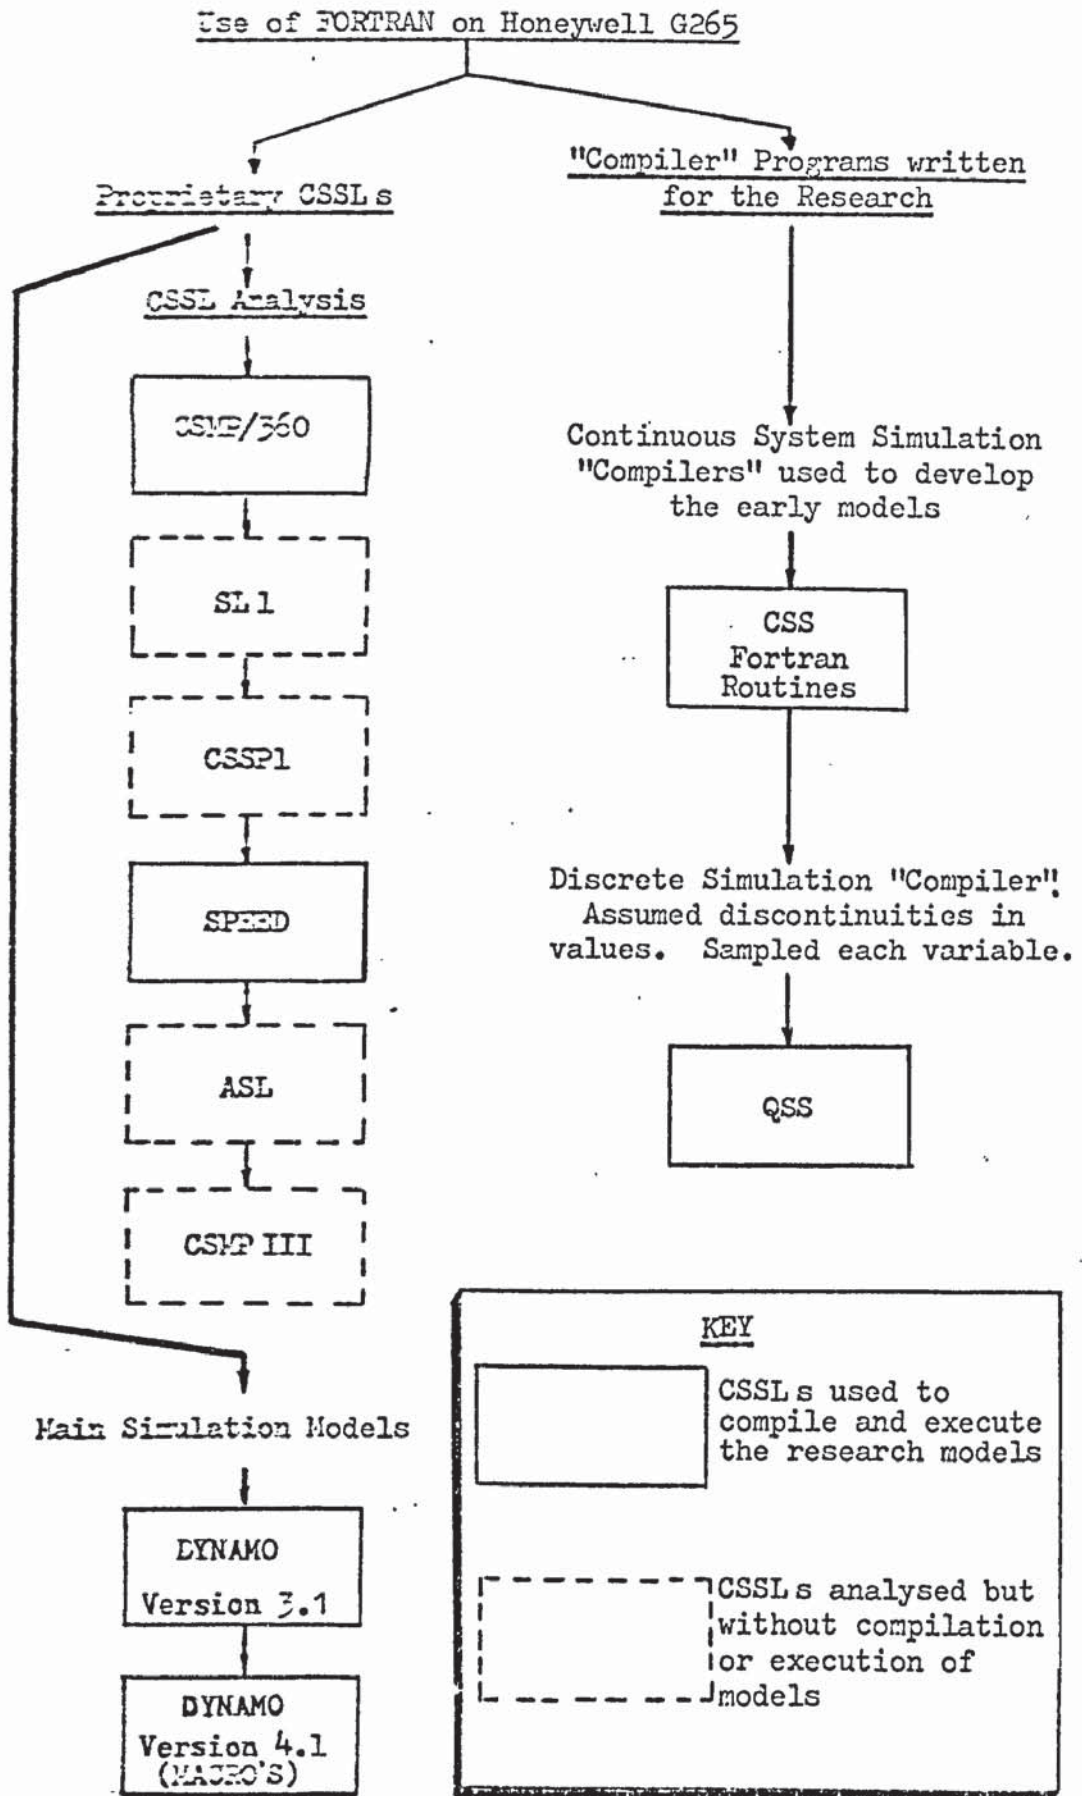 Use of FORTRAN on Honeywell G265
Proprietary CSSLs
CSSL Analysis
CSMP/360
SL1
CSSP1
SPEED
ASL
CSMP III
Main Simulation Models
DYNAMO
Version 3.1
DYNAMO
Version 4.1
(MACRO'S)
"Compiler" Programs written
for the Research
Continuous System Simulation
"Compilers" used to develop
the early models
CSS
Fortran
Routines
Discrete Simulation "Compiler".
Assumed discontinuities in
values. Sampled each variable.
QSS
KEY
CSSLs used to
compile and execute
the research models
CSSLs analysed but
without compilation
or execution of
models